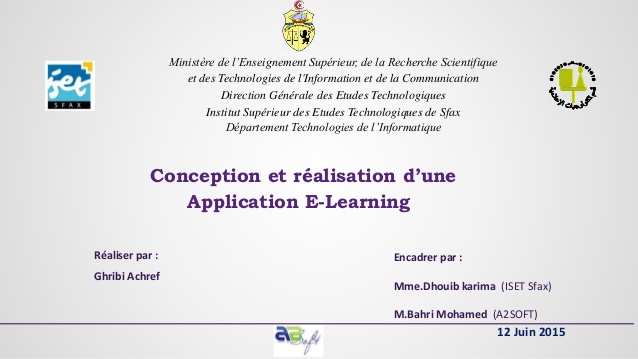 Ministère de l'Enseignement Supérieur, de la Recherche Scientifique
et des Technologies de l'Information et de la Communication
Direction Générale des Etudes Technologiques
Institut Supérieur des Etudes Technologiques de Sfax
Département Technologies de l'Informatique
iset
SFAX
Conception et réalisation d'une
Application E-Learning
Réaliser par :
Ghribi Achref
Encadrer par :
Mme.Dhouib karima (ISET Sfax)
M.Bahri Mohamed (A2SOFT)
A2Soft
12 Juin 2015